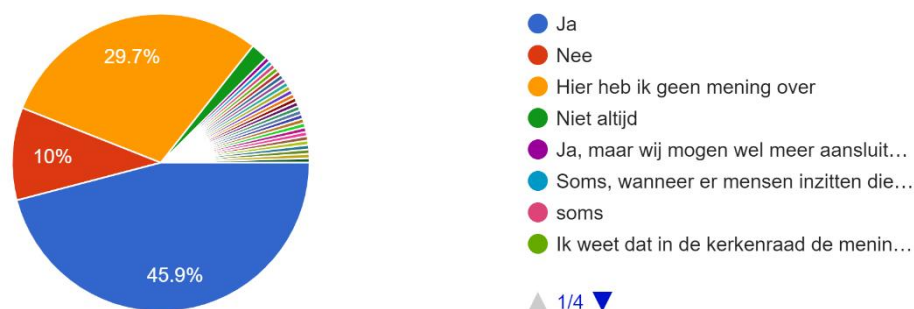 29.7%
10%
45.9%
Ja
Nee
Hier heb ik geen mening over
Niet altijd
Ja, maar wij mogen wel meer aansluit…
Soms, wanneer er mensen inzitten die…
soms
Ik weet dat in de kerkenraad de menin…
1/4